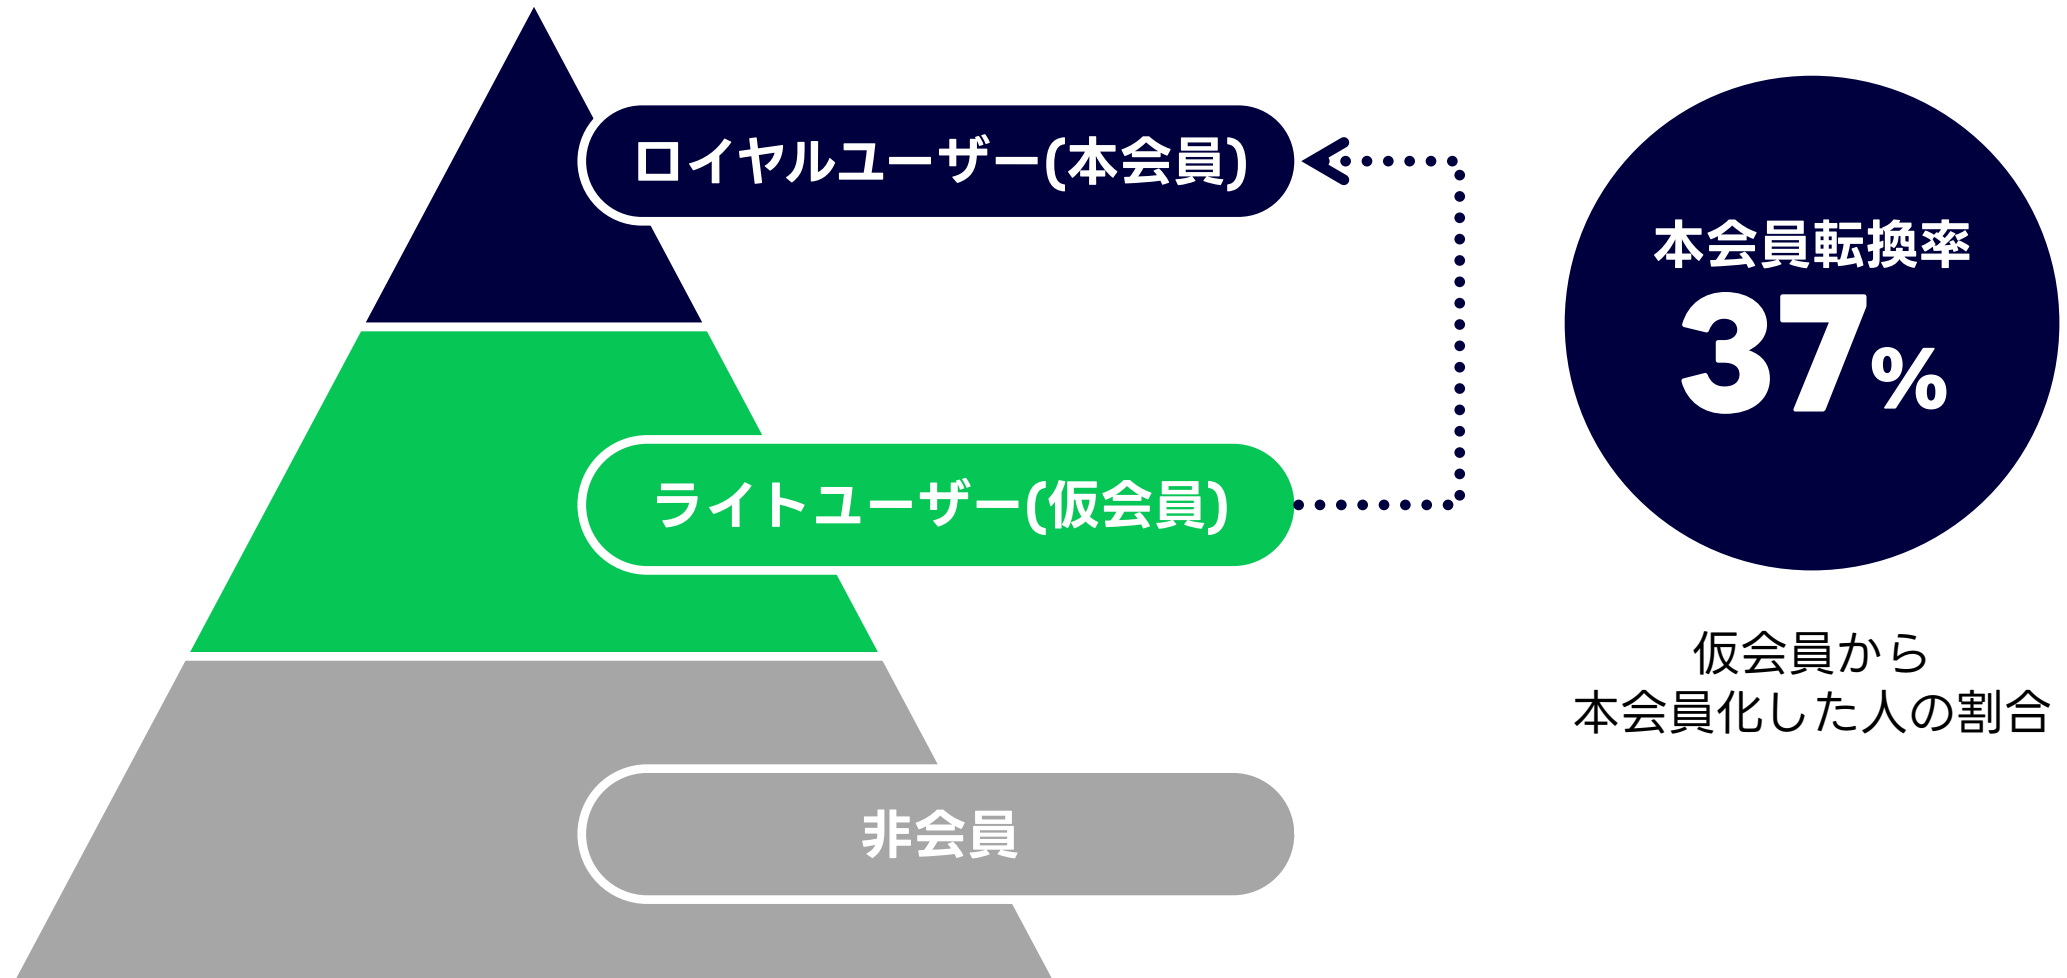 ロイヤルユーザー(本会員)
ライトユーザー(仮会員)
非会員
本会員転換率
37%
仮会員から
本会員化した人の割合